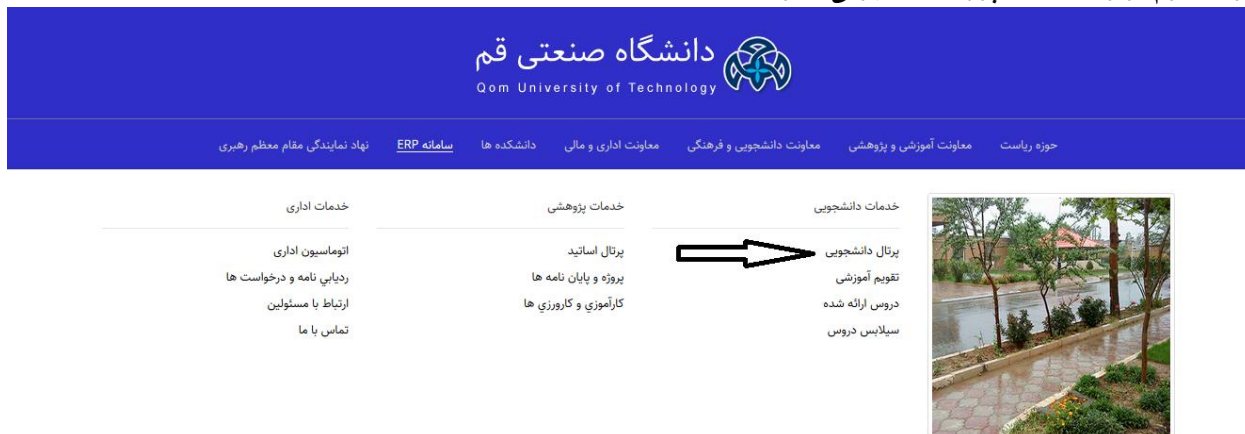 دانشگاه صنعتی قم
Qom University of Technology
حوزه ریاست معاونت آموزشی و پژوهشی معاونت دانشجویی و فرهنگی معاونت اداری و مالی دانشکده ها سامانه ERP نهاد نمایندگی مقام معظم رهبری
خدمات دانشجویی
پرتال دانشجویی
تقویم آموزشی
دروس ارائه شده
سیلابس دروس
خدمات پژوهشی
پرتال اساتید
پروژه و پایان نامه ها
کارآموزي و کارورزي ها
خدمات اداری
اتوماسیون اداری
ردیابي نامه و درخواست ها
ارتباط با مسئولین
تماس با ما